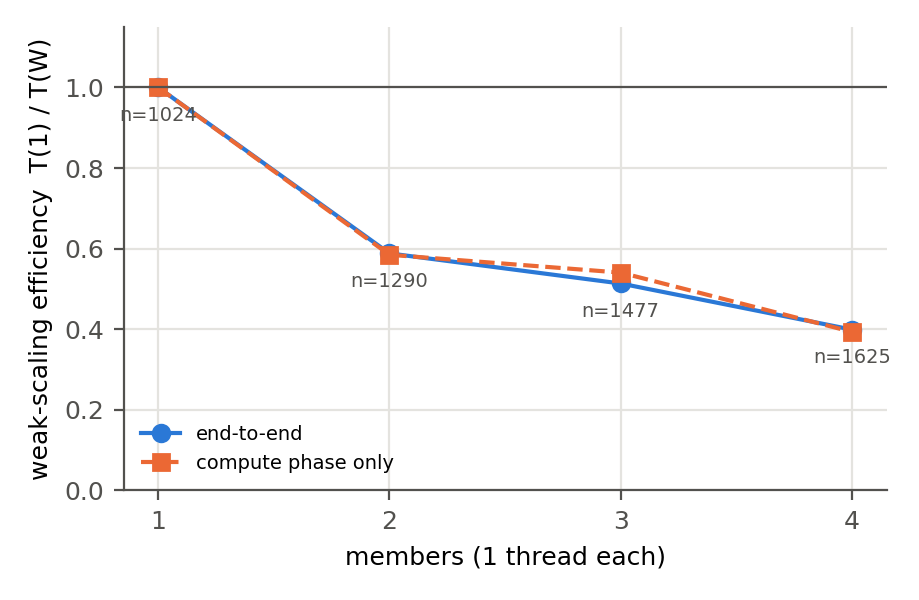 weak-scaling efficiency  T(1) / T(W)
1.0
0.8
0.6
0.4
0.2
0.0
n=1024
n=1290
n=1477
n=1625
end-to-end
compute phase only
1 2 3 4
members (1 thread each)